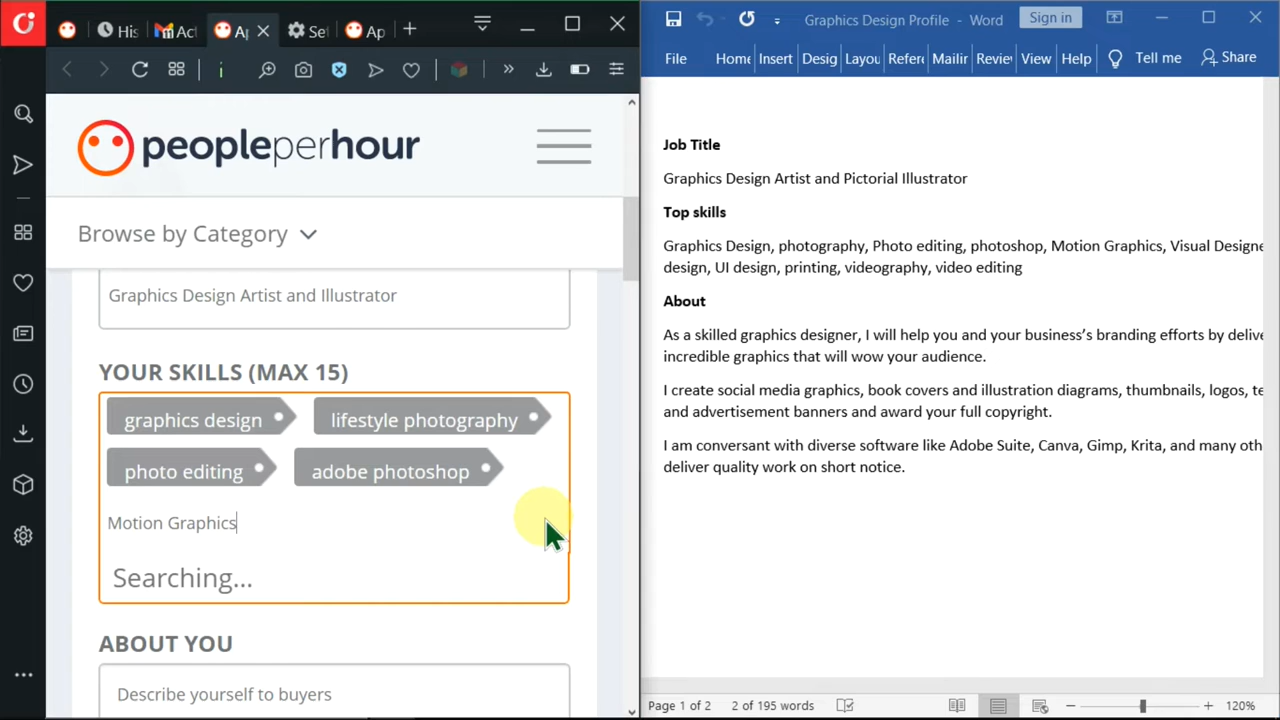 His
Act
Ap
Set
Ap
peopleperhour
Browse by Category
Graphics Design Artist and Illustrator
YOUR SKILLS (MAX 15)
graphics design
lifestyle photography
photo editing
adobe photoshop
Motion Graphics
Searching...
ABOUT YOU
Describe yourself to buyers
Graphics Design Profile - Word
Sign in
File
Home
Insert
Desig
Layou
Refere
Mailin
Review
View
Help
Tell me
Share
Job Title
Graphics Design Artist and Pictorial Illustrator
Top skills
Graphics Design, photography, Photo editing, photoshop, Motion Graphics, Visual Designe
design, UI design, printing, videography, video editing
About
As a skilled graphics designer, I will help you and your business's branding efforts by delive
incredible graphics that will wow your audience.
I create social media graphics, book covers and illustration diagrams, thumbnails, logos, te
and advertisement banners and award your full copyright.
I am conversant with diverse software like Adobe Suite, Canva, Gimp, Krita, and many oth
deliver quality work on short notice.
Page 1 of 2
2 of 195 words
120%